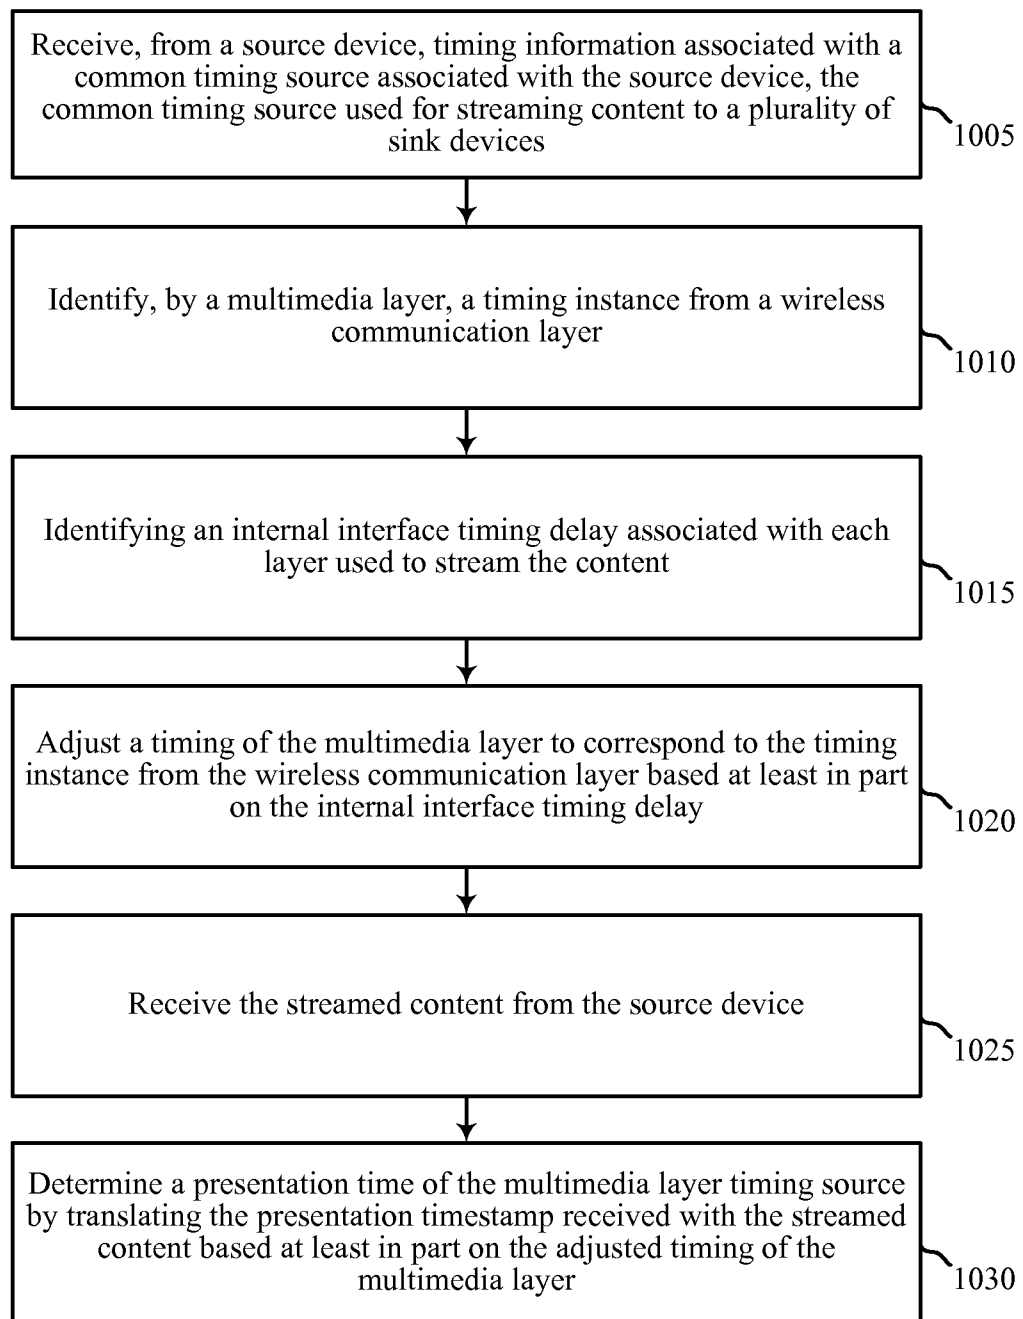 Receive, from a source device, timing information associated with a
common timing source associated with the source device, the
common timing source used for streaming content to a plurality of
sink devices
1005
Identify, by a multimedia layer, a timing instance from a wireless
communication layer
1010
Identifying an internal interface timing delay associated with each
layer used to stream the content
1015
Adjust a timing of the multimedia layer to correspond to the timing
instance from the wireless communication layer based at least in part
on the internal interface timing delay
1020
Receive the streamed content from the source device
1025
Determine a presentation time of the multimedia layer timing source
by translating the presentation timestamp received with the streamed
content based at least in part on the adjusted timing of the
multimedia layer
1030